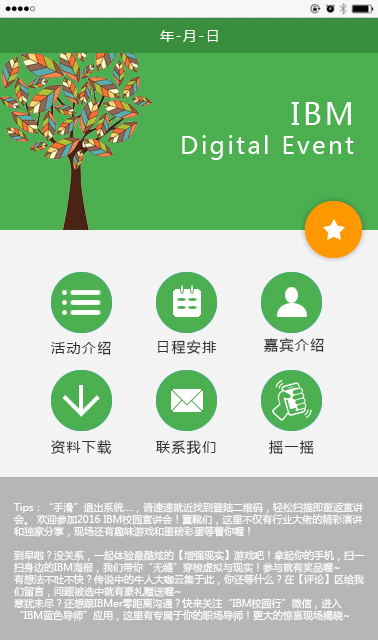 年-月-日
IBM
Digital Event
活动介绍
日程安排
嘉宾介绍
资料下载
联系我们
摇一摇
Tips：“手滑”退出系统...，请速速就近找到登陆二维码，轻松扫描即重返宣讲
会。 欢迎参加2016 IBM校园宣讲会！童靴们，这里不仅有行业大佬的精彩演讲
和独家分享，现场还有趣味游戏和重磅彩蛋等着你喔！
到早啦？没关系，一起体验最酷炫的【增强现实】游戏吧！拿起你的手机，扫一
扫身边的IBM海报，我们带你“无缝”穿梭虚拟与现实！参与就有奖品喔~
有想法不吐不快？传说中的牛人大咖云集于此，你还等什么？在【评论】区给我
们留言，问题被选中就有豪礼赠送喔~
意犹未尽？还想跟IBMer零距离沟通？快来关注“IBM校园行”微信，进入
“IBM蓝色导师”应用，这里有专属于你的职场导师！更大的惊喜现场揭晓~